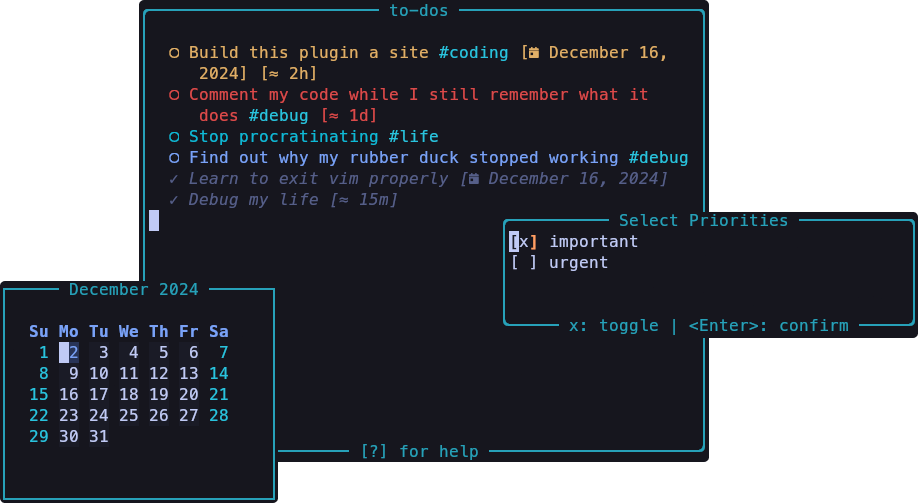 to-dos
○ Build this plugin a site #coding [ December 16,
2024] [≈ 2h]
○ Comment my code while I still remember what it
does #debug [≈ 1d]
○ Stop procratinating #life
○ Find out why my rubber duck stopped working #debug
✓ Learn to exit vim properly [ December 16, 2024]
✓ Debug my life [≈ 15m]
Select Priorities
[x] important
[ ] urgent
x: toggle | <Enter>: confirm
December 2024
Su Mo Tu We Th Fr Sa
1 2 3 4 5 6 7
8 9 10 11 12 13 14
15 16 17 18 19 20 21
22 23 24 25 26 27 28
29 30 31
[?] for help